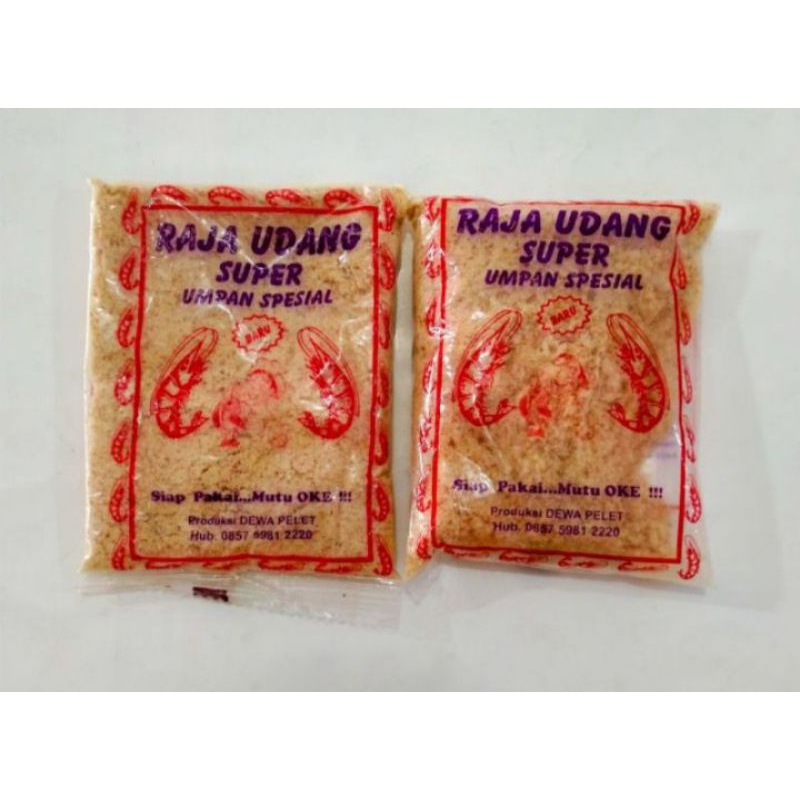 RAJA UDANG
SUPER
UMPAN SPESIAL
BARU
Siap Pakai...Mutu OKE !!!
Produksi DEWA PELET
Hub. 0857 5981 2220
RAJA UDANG
SUPER
UMPAN SPESIAL
BARU
Siap Pakai...Mutu OKE !!!
Produksi DEWA PELET
Hub. 0857 5981 2220